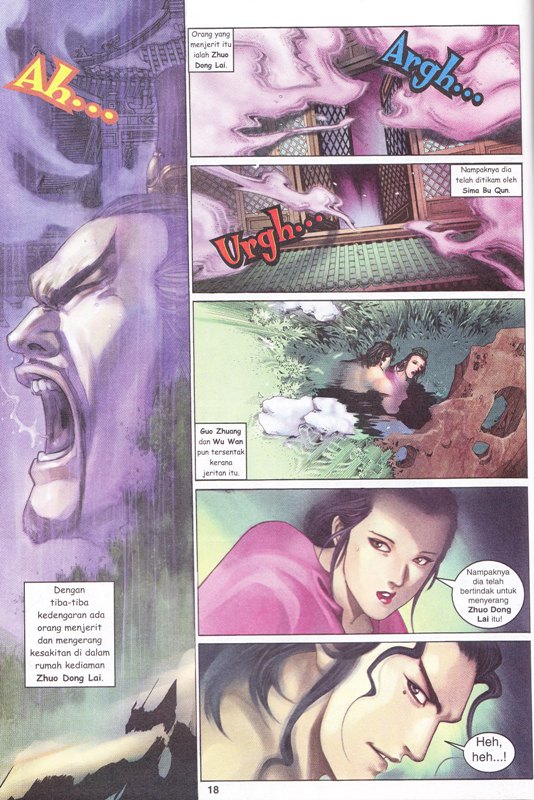 Ah...
Dengan
tiba-tiba
kedengaran ada
orang menjerit
dan mengerang
kesakitan di dalam
rumah kediaman
Zhuo Dong Lai.
Orang yang
menjerit itu
ialah Zhuo
Dong Lai.
Argh...
Nampaknya dia
telah ditikam oleh
Sima Bu Qun.
Urgh...
Guo Zhuang
dan Wu Wan
pun tersentak
kerana
jeritan itu.
Nampaknya
dia telah
bertindak untuk
menyerang
Zhuo Dong
Lai itu!
Heh,
heh...!
18